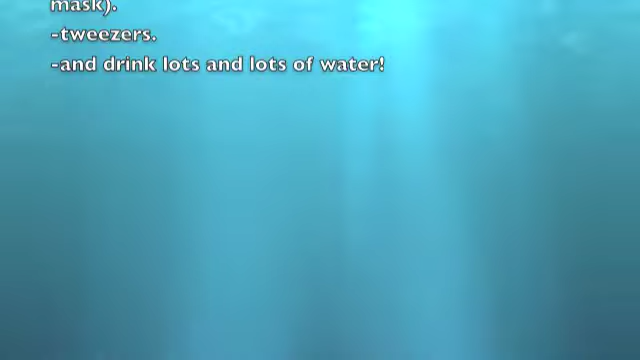 mask).
-tweezers.
-and drink lots and lots of water!